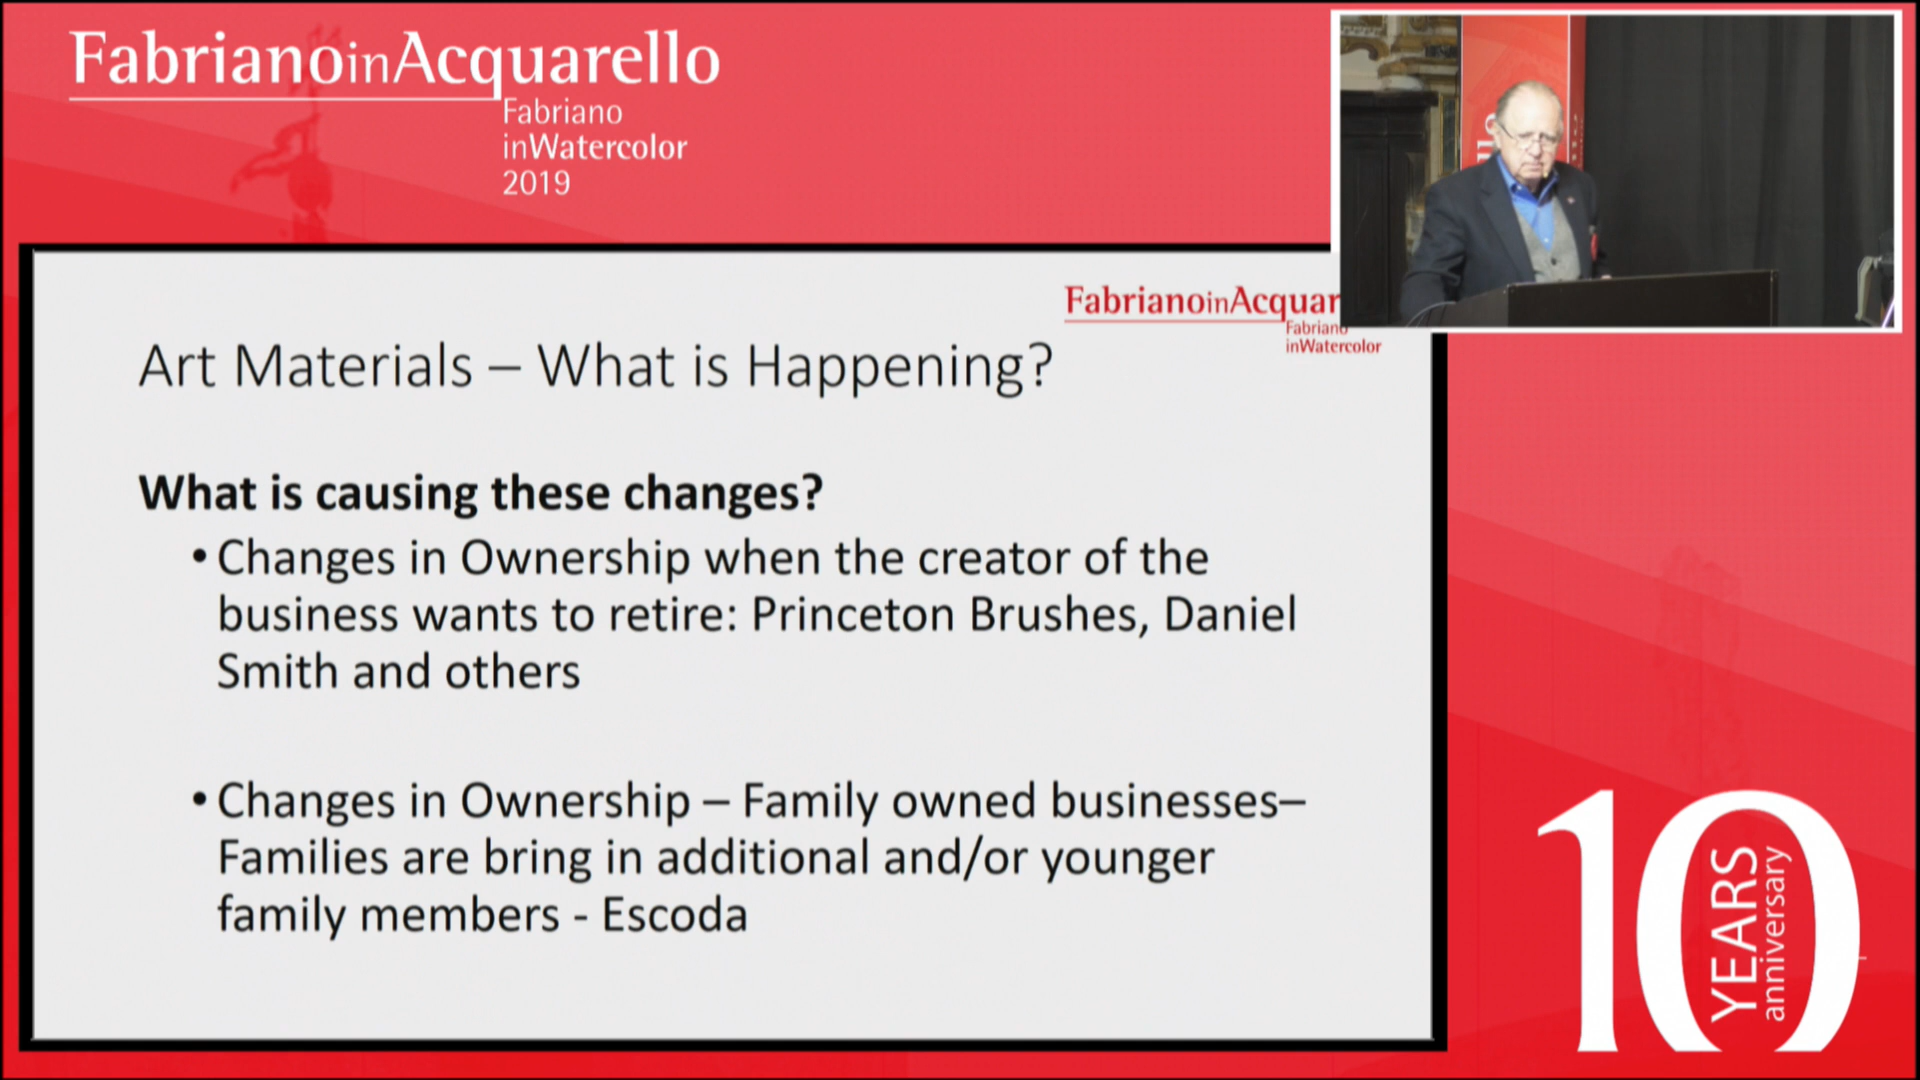 FabrianoinAcquarello
Fabriano
inWatercolor
2019
FabrianoinAcquar
Fabriano
inWatercolor
Art Materials – What is Happening?
What is causing these changes?
• Changes in Ownership when the creator of the
business wants to retire: Princeton Brushes, Daniel
Smith and others
• Changes in Ownership – Family owned businesses–
Families are bring in additional and/or younger
family members - Escoda
10
YEARS
anniversary